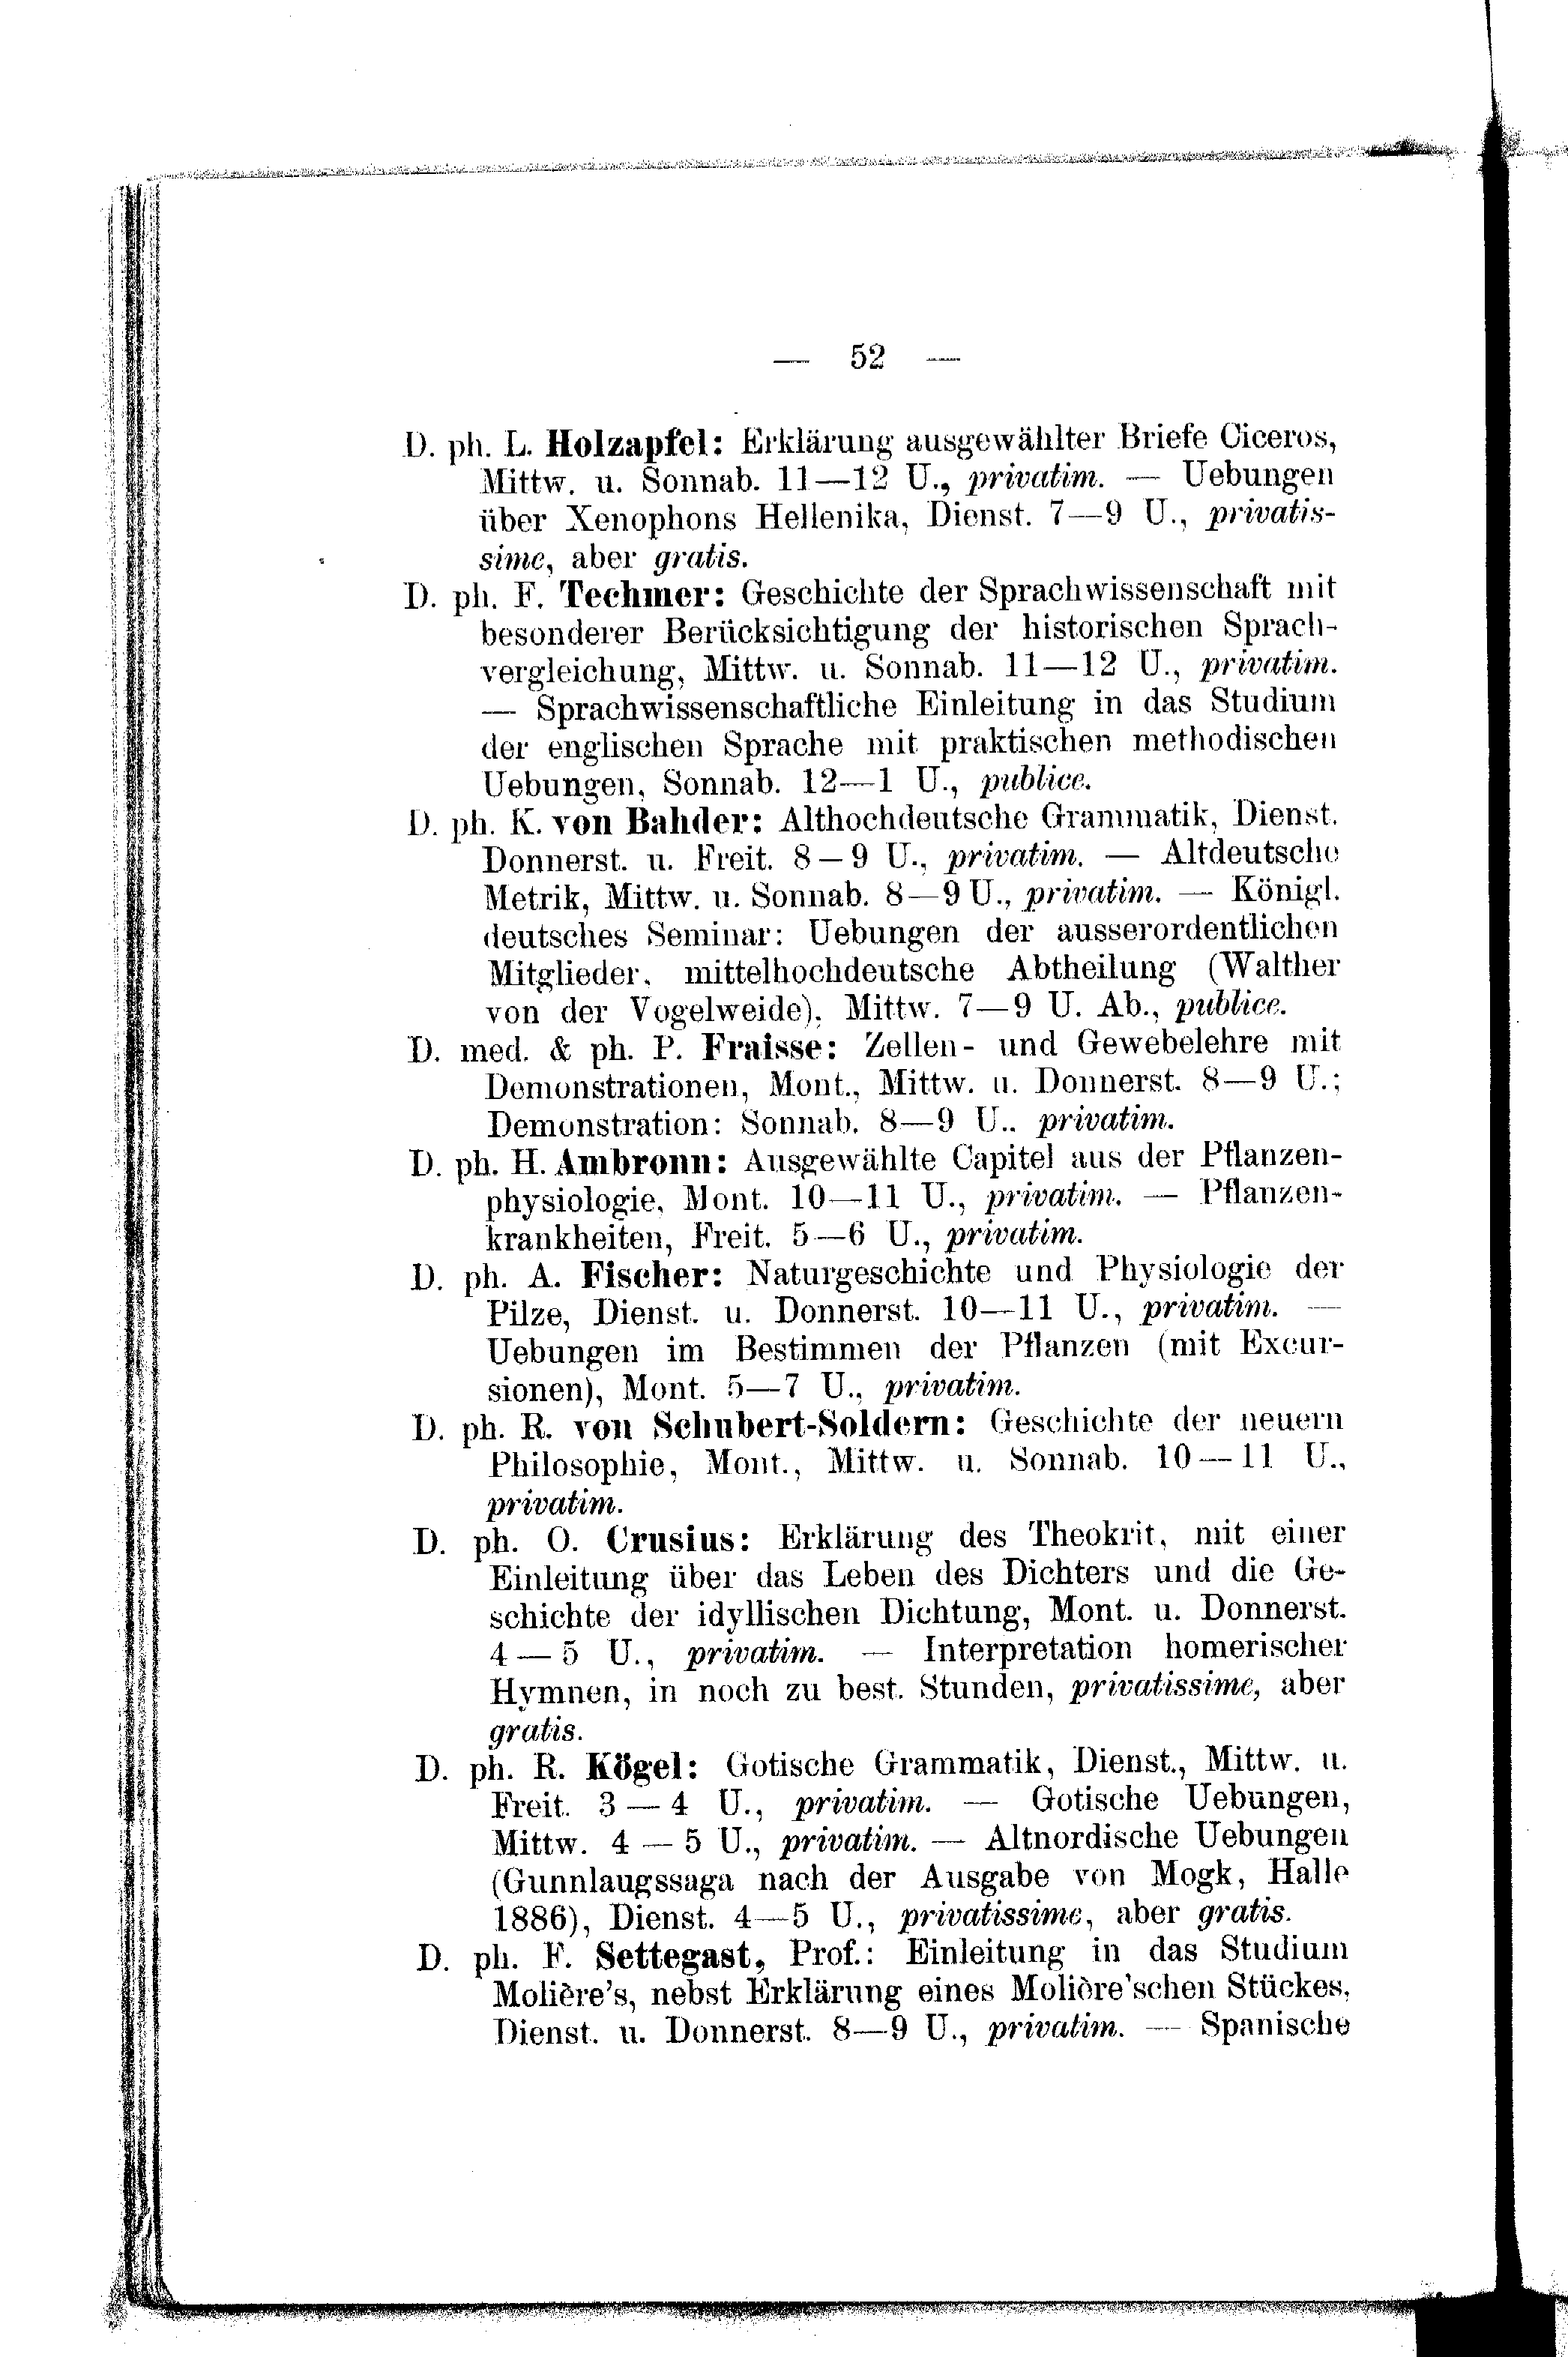 — 52 —
D. ph. L. Holzapfel: Erklärung ausgewählter Briefe Ciceros,
Mittw. u. Sonnab. 11—12 U., privatim. — Uebungen
über Xenophons Hellenika, Dienst. 7—9 U., privatis-
sime, aber gratis.
D. ph. F. Techmer: Geschichte der Sprachwissenschaft mit
besonderer Berücksichtigung der historischen Sprach-
vergleichung, Mittw. u. Sonnab. 11—12 U., privatim.
— Sprachwissenschaftliche Einleitung in das Studium
der englischen Sprache mit praktischen methodischen
Uebungen, Sonnab. 12—1 U., publice.
D. ph. K. von Bahder: Althochdeutsche Grammatik, Dienst.
Donnerst. u. Freit. 8—9 U., privatim. — Altdeutsche
Metrik, Mittw. u. Sonnab. 8—9 U., privatim. — Königl.
deutsches Seminar: Uebungen der ausserordentlichen
Mitglieder, mittelhochdeutsche Abtheilung (Walther
von der Vogelweide), Mittw. 7—9 U. Ab., publice.
D. med. & ph. P. Fraisse: Zellen- und Gewebelehre mit
Demonstrationen, Mont., Mittw. u. Donnerst. 8—9 U.;
Demonstration: Sonnab. 8—9 U.. privatim.
D. ph. H. Ambronn: Ausgewählte Capitel aus der Pflanzen-
physiologie, Mont. 10—11 U., privatim. — Pflanzen-
krankheiten, Freit. 5—6 U., privatim.
D. ph. A. Fischer: Naturgeschichte und Physiologie der
Pilze, Dienst. u. Donnerst. 10—11 U., privatim. —
Uebungen im Bestimmen der Pflanzen (mit Excur-
sionen), Mont. 5—7 U., privatim.
D. ph. R. von Schubert-Soldern: Geschichte der neuern
Philosophie, Mont., Mittw. u. Sonnab. 10—11 U.,
privatim.
D. ph. O. Crusius: Erklärung des Theokrit, mit einer
Einleitung über das Leben des Dichters und die Ge-
schichte der idyllischen Dichtung, Mont. u. Donnerst.
4—5 U., privatim. — Interpretation homerischer
Hymnen, in noch zu best. Stunden, privatissime, aber
gratis.
D. ph. R. Kögel: Gotische Grammatik, Dienst., Mittw. u.
Freit. 3—4 U., privatim. — Gotische Uebungen,
Mittw. 4—5 U., privatim. — Altnordische Uebungen
(Gunnlaugssaga nach der Ausgabe von Mogk, Halle
1886), Dienst. 4—5 U., privatissime, aber gratis.
D. ph. F. Settegast, Prof.: Einleitung in das Studium
Molière's, nebst Erklärung eines Molière'schen Stückes,
Dienst. u. Donnerst. 8—9 U., privatim. — Spanische